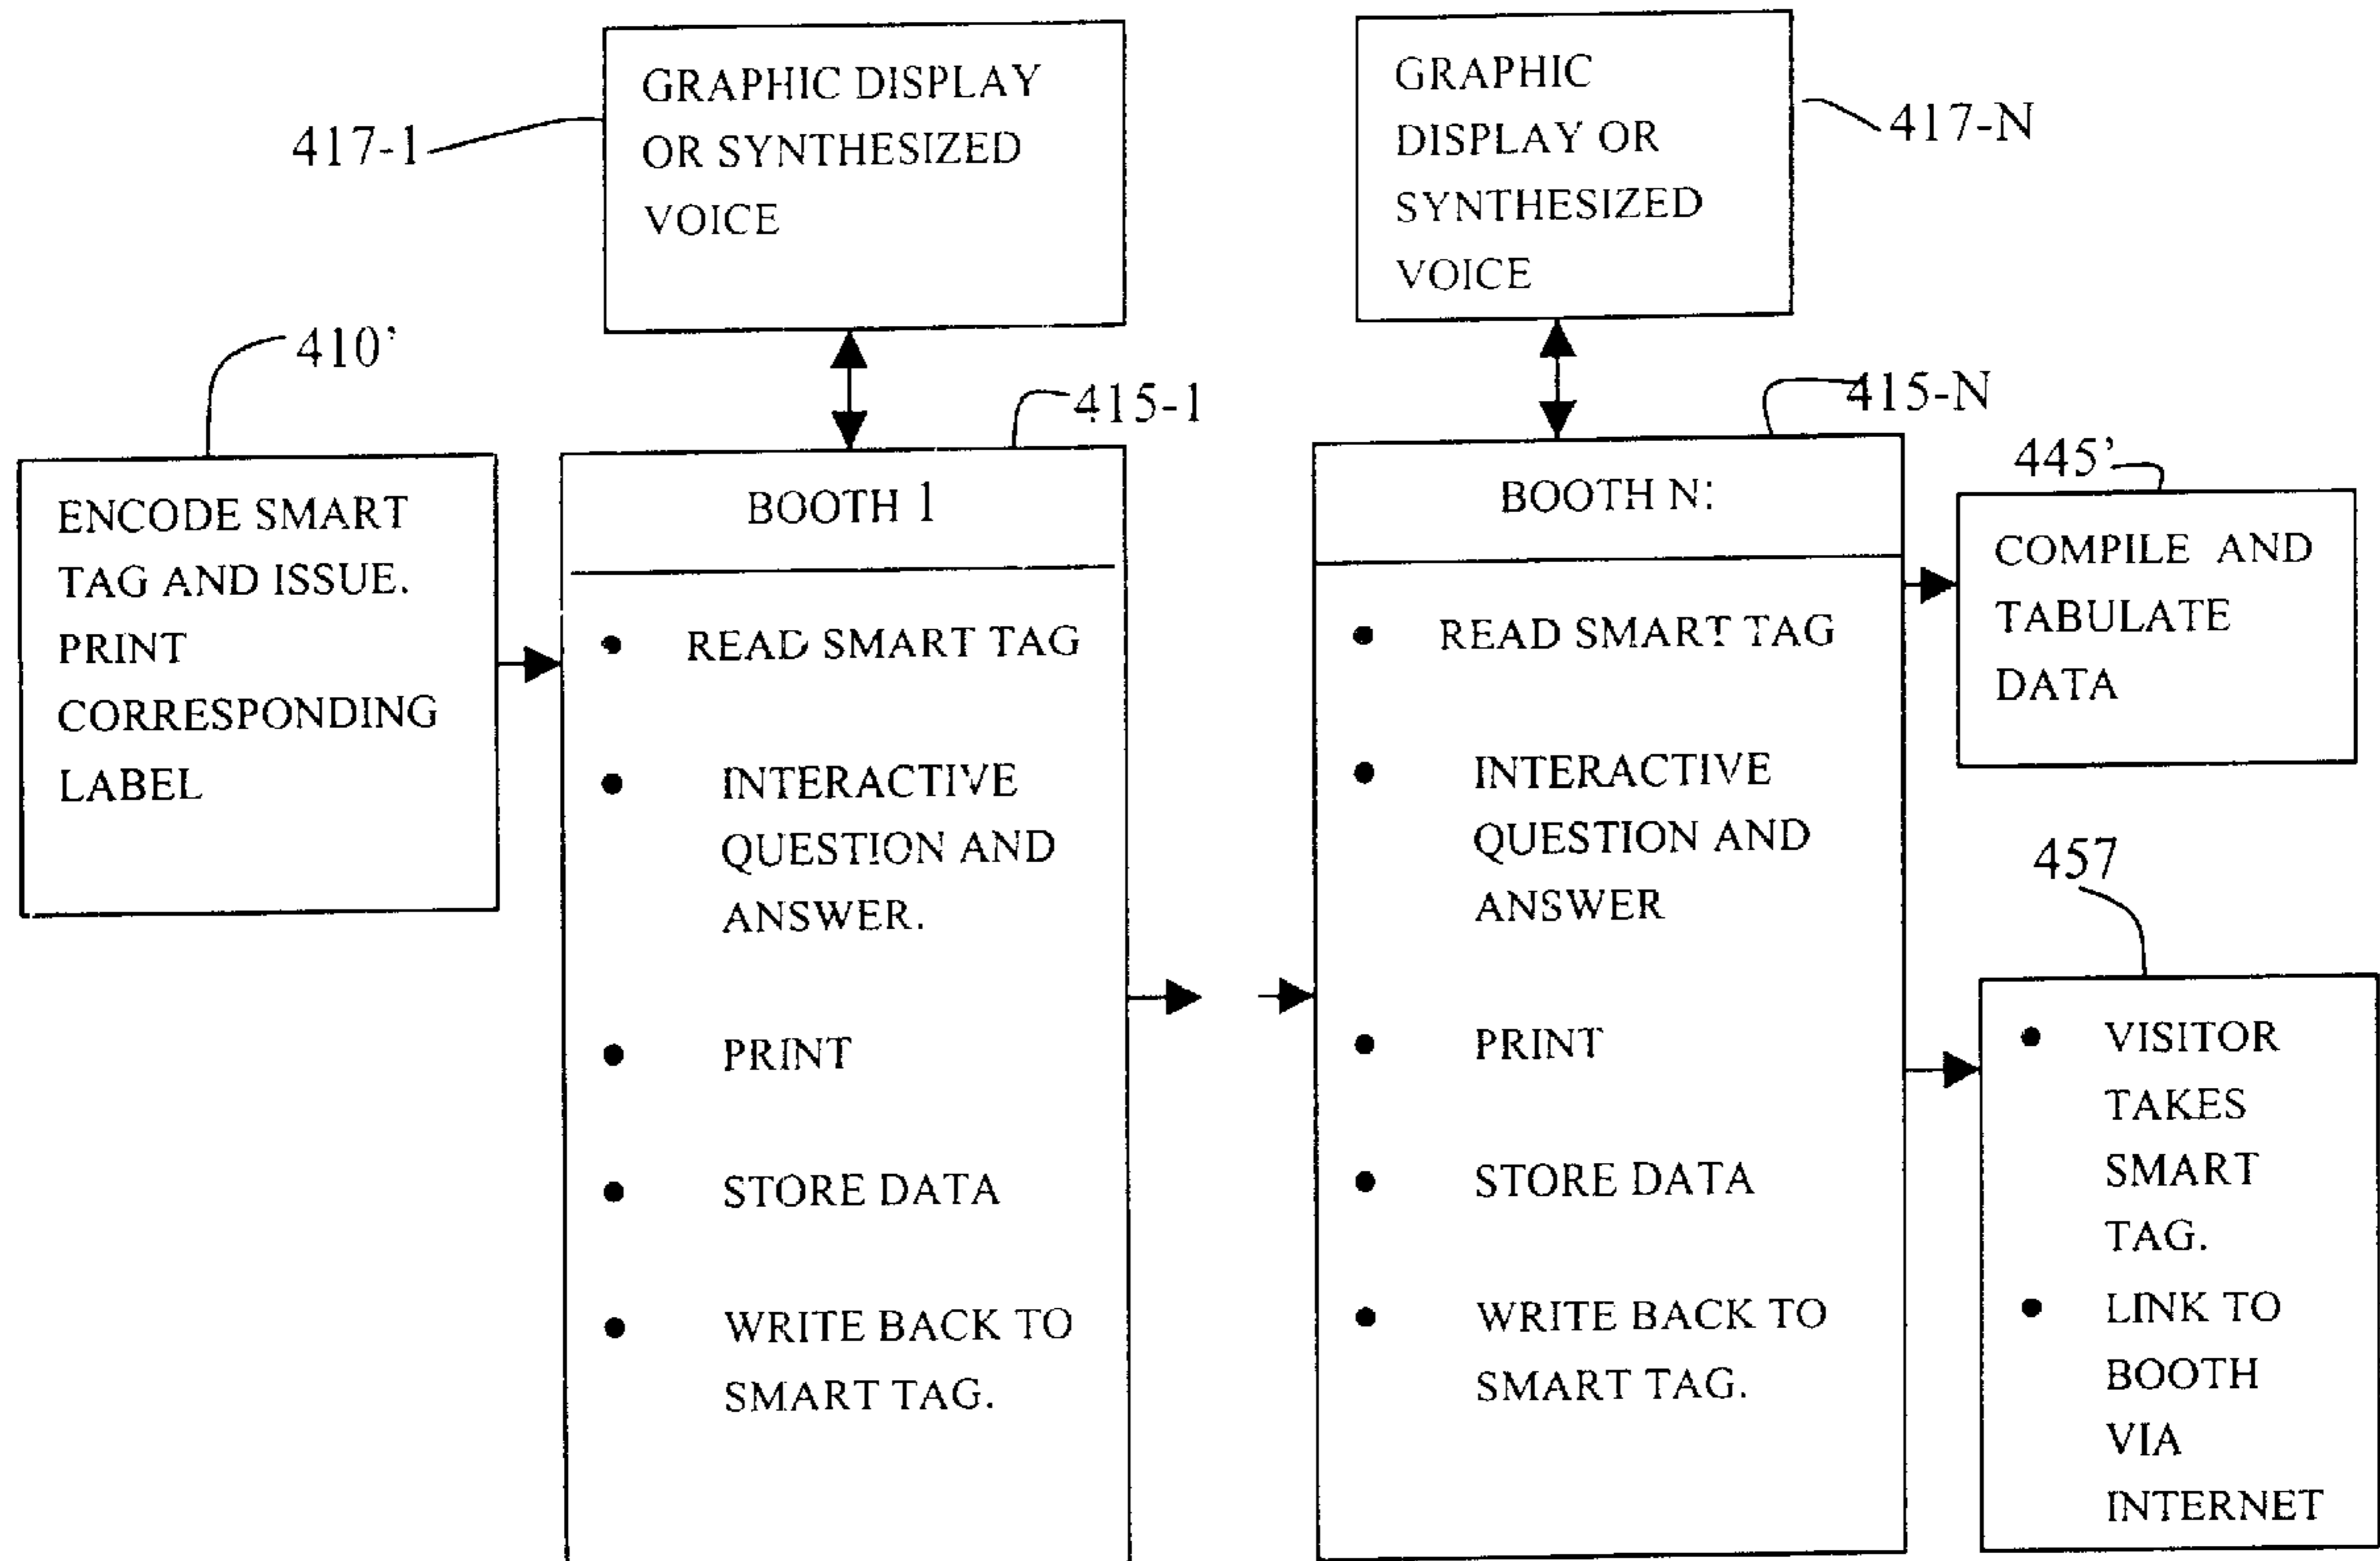 417-1
GRAPHIC DISPLAY
OR SYNTHESIZED
VOICE
GRAPHIC
DISPLAY OR
SYNTHESIZED
VOICE
417-N
410'
ENCODE SMART
TAG AND ISSUE.
PRINT
CORRESPONDING
LABEL
415-1
BOOTH 1
• READ SMART TAG
• INTERACTIVE
QUESTION AND
ANSWER.
• PRINT
• STORE DATA
• WRITE BACK TO
SMART TAG.
415-N
BOOTH N:
• READ SMART TAG
• INTERACTIVE
QUESTION AND
ANSWER
• PRINT
• STORE DATA
• WRITE BACK TO
SMART TAG.
445'
COMPILE AND
TABULATE
DATA
457
• VISITOR
TAKES
SMART
TAG.
• LINK TO
BOOTH
VIA
INTERNET